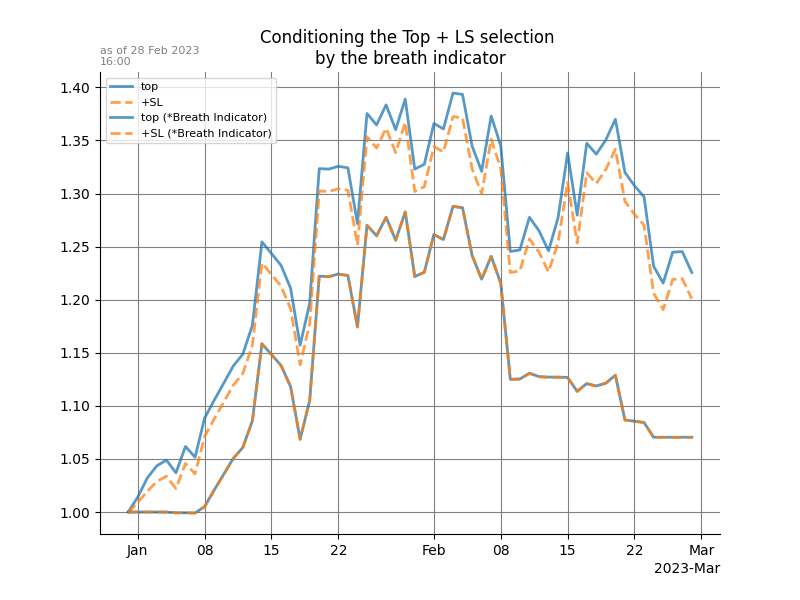 Conditioning the Top + LS selection
by the breath indicator
as of 28 Feb 2023
16:00
top
+SL
top (*Breath Indicator)
+SL (*Breath Indicator)
1.40
1.35
1.30
1.25
1.20
1.15
1.10
1.05
1.00
Jan 08 15 22 Feb 08 15 22 Mar
2023-Mar